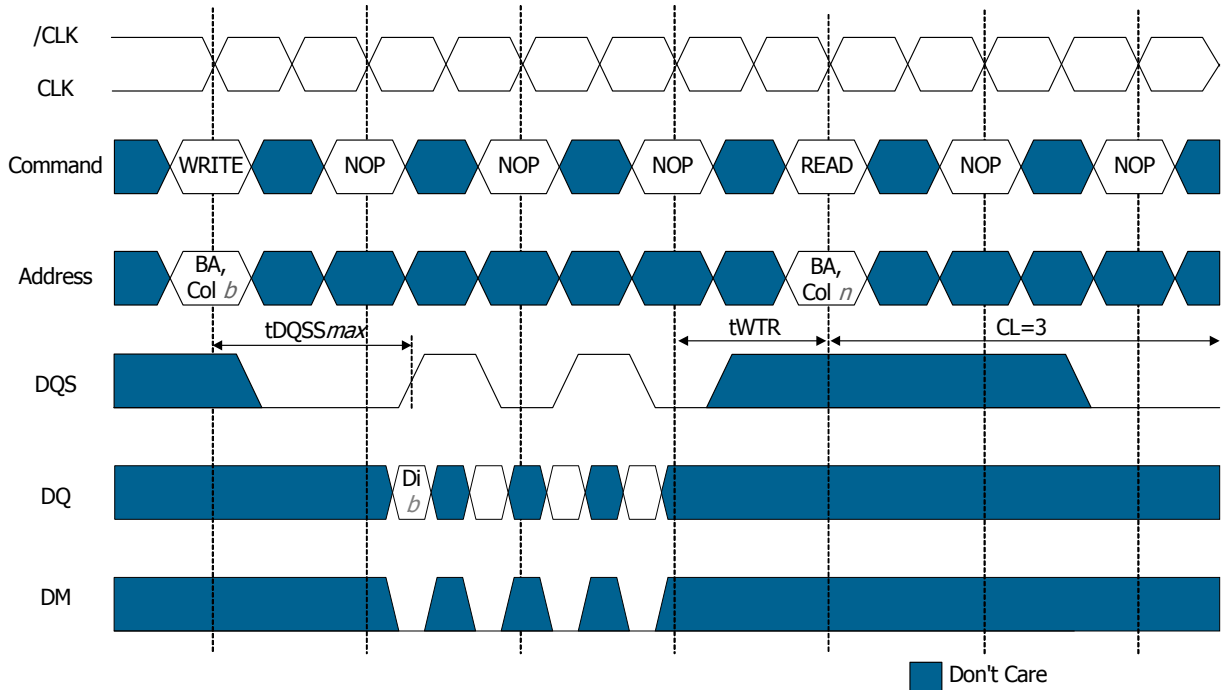 /CLK
CLK
Command
WRITE NOP NOP NOP READ NOP NOP
Address
BA,
Col b
BA,
Col n
tDQSSmax
tWTR
CL=3
DQS
DQ
Di
b
DM
Don't Care